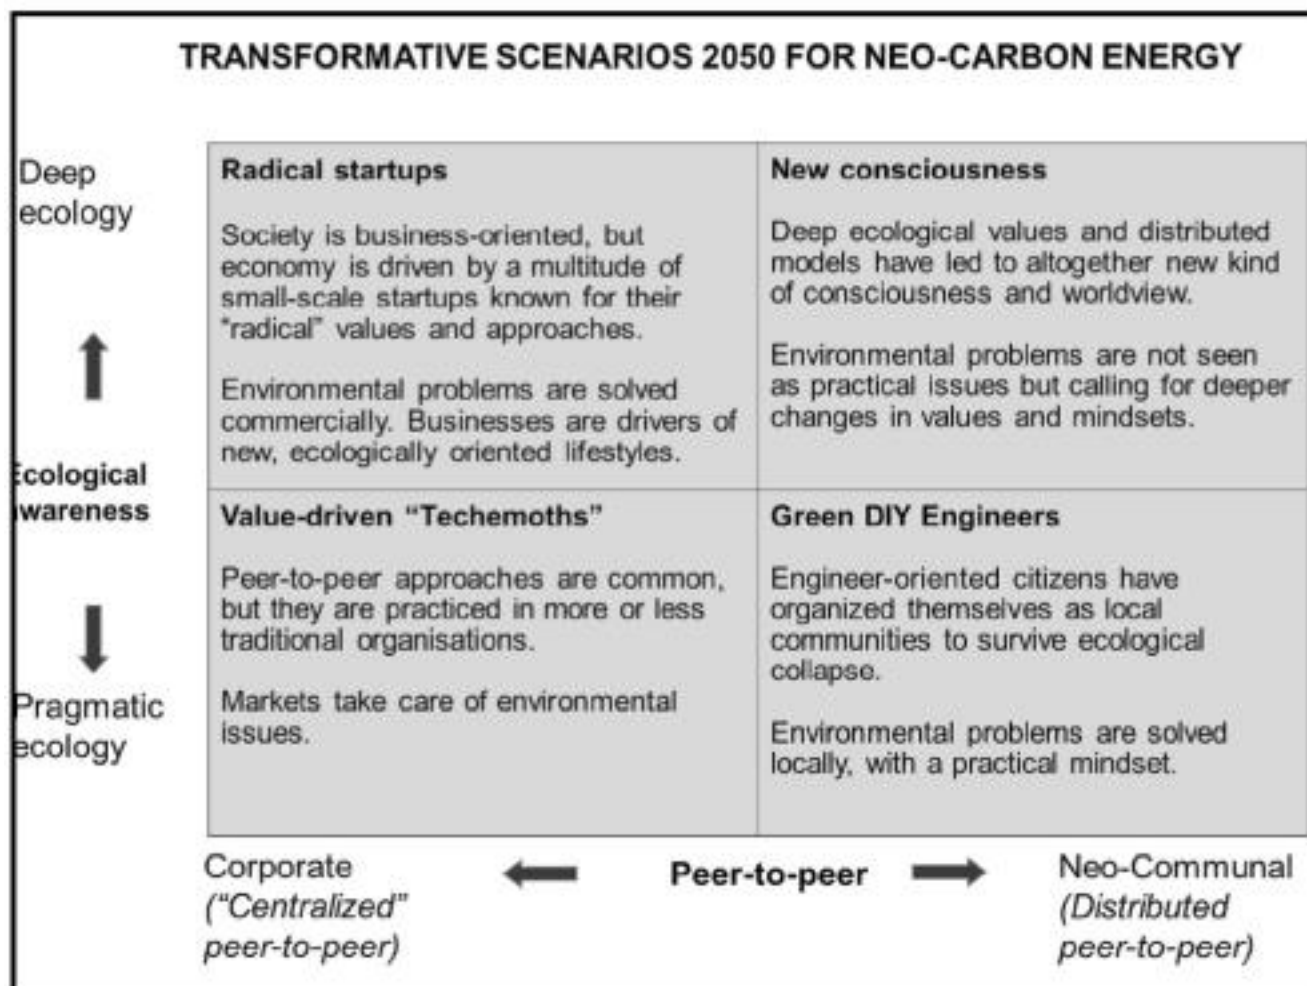 TRANSFORMATIVE SCENARIOS 2050 FOR NEO-CARBON ENERGY
Deep
ecology
Radical startups
Society is business-oriented, but
economy is driven by a multitude of
small-scale startups known for their
“radical” values and approaches.
Environmental problems are solved
commercially. Businesses are drivers of
new, ecologically oriented lifestyles.
New consciousness
Deep ecological values and distributed
models have led to altogether new kind
of consciousness and worldview.
Environmental problems are not seen
as practical issues but calling for deeper
changes in values and mindsets.
Ecological
awareness
Value-driven “Techemoths”
Peer-to-peer approaches are common,
but they are practiced in more or less
traditional organisations.
Markets take care of environmental
issues.
Green DIY Engineers
Engineer-oriented citizens have
organized themselves as local
communities to survive ecological
collapse.
Environmental problems are solved
locally, with a practical mindset.
Pragmatic
ecology
Corporate
(“Centralized”
peer-to-peer)
Peer-to-peer
Neo-Communal
(Distributed
peer-to-peer)